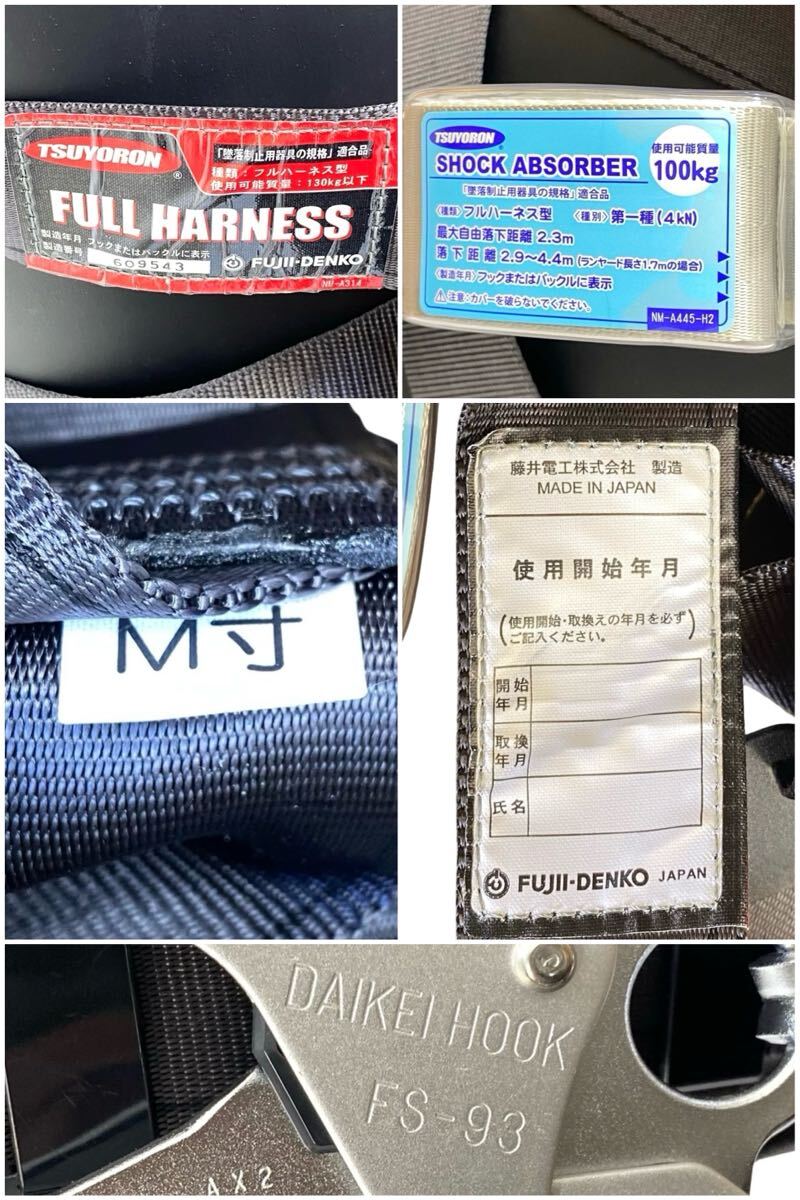 TSUYORON
®
「墜落制止用器具の規格」適合品
種類：フルハーネス型
使用可能質量：130kg以下
FULL HARNESS
製造年月 フックまたはバックルに表示
製造番号 609543
FUJII-DENKO
NM-A314
TSUYORON
®
SHOCK ABSORBER
使用可能質量
100kg
「墜落制止用器具の規格」適合品
〈種類〉フルハーネス型 〈種別〉第一種(4kN)
最大自由落下距離 2.3m
落下距離 2.9〜4.4m (ランヤード長さ1.7mの場合)
〈製造年月〉フックまたはバックルに表示
⚠注意：カバーを破らないでください。
NM-A445-H2
M寸
藤井電工株式会社 製造
MADE IN JAPAN
使用開始年月
(使用開始・取換えの年月を必ず
ご記入ください。)
開始
年月
取換
年月
氏名
FUJII-DENKO JAPAN
DAIKEI HOOK
FS-93
AX2